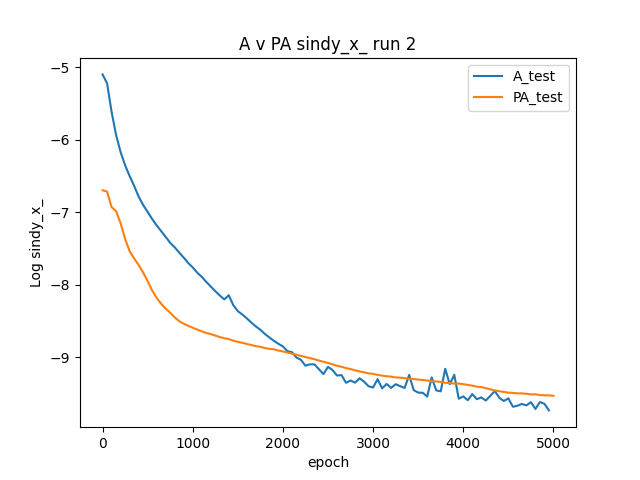 A v PA sindy_x_ run 2
A_test
PA_test
−5
−6
−7
−8
−9
Log sindy_x_
0
1000
2000
3000
4000
5000
epoch